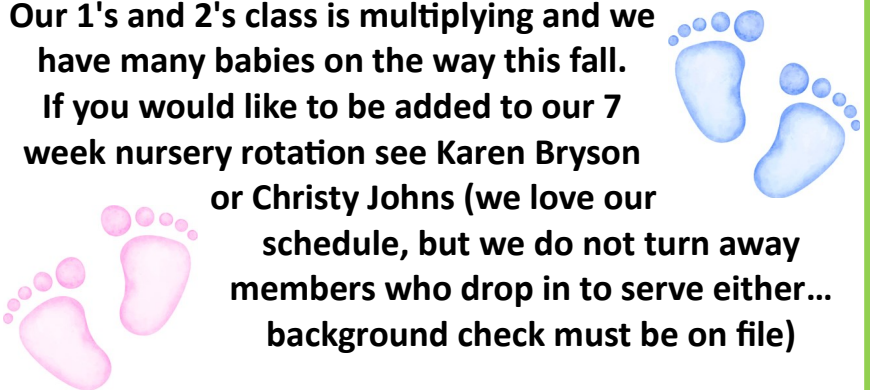 Our 1's and 2's class is multiplying and we
have many babies on the way this fall.
If you would like to be added to our 7
week nursery rotation see Karen Bryson
or Christy Johns (we love our
schedule, but we do not turn away
members who drop in to serve either...
background check must be on file)